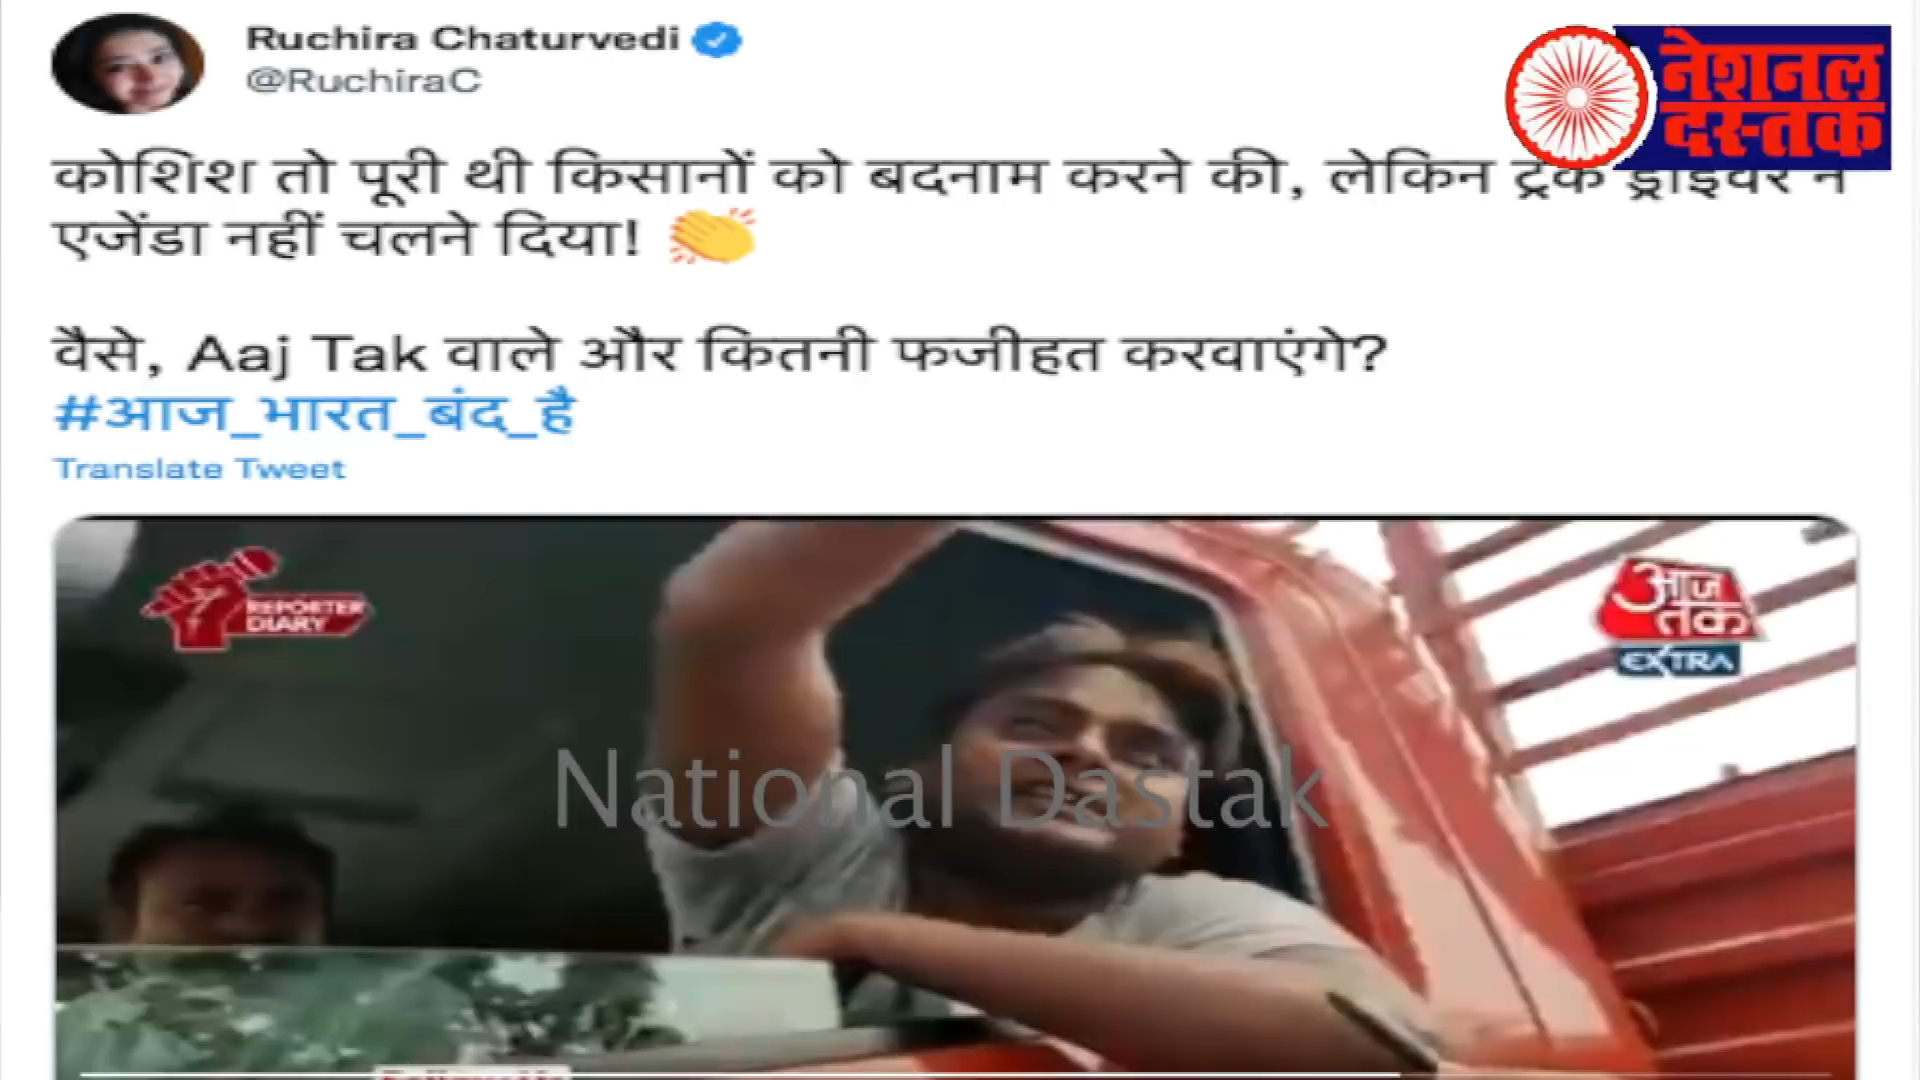 Ruchira Chaturvedi
@RuchiraC
नेशनल
दस्तक
कोशिश तो पूरी थी किसानों को बदनाम करने की, लेकिन ट्रक ड्राइवर ने
एजेंडा नहीं चलने दिया! 👏
वैसे, Aaj Tak वाले और कितनी फजीहत करवाएंगे?
#आज_भारत_बंद_है
Translate Tweet
REPORTER
DIARY
आज
तक
EXTRA
National Dastak